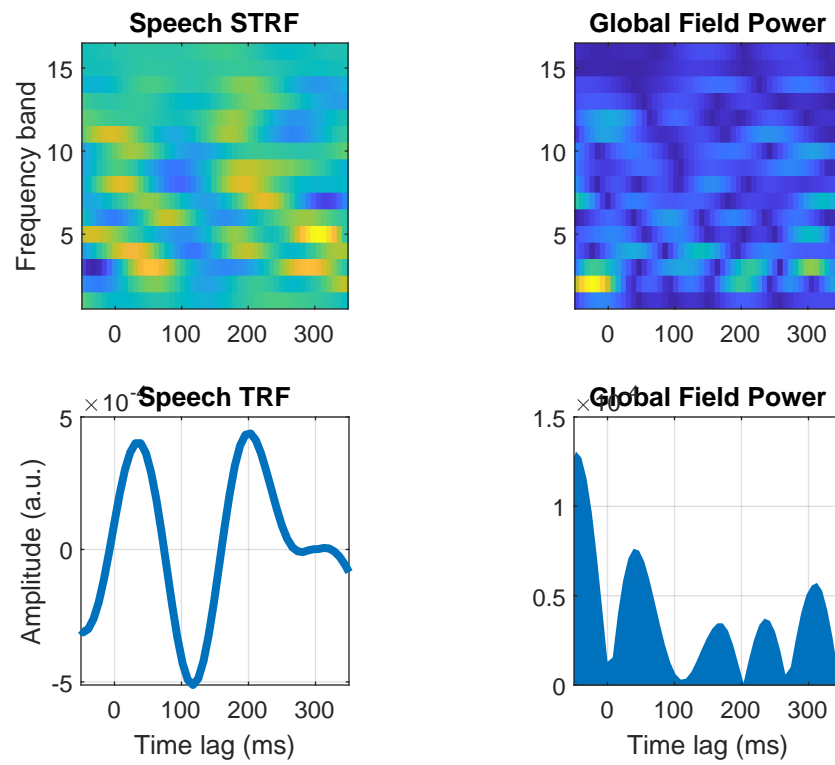 Speech STRF
Global Field Power
Frequency band
15
10
5
0 100 200 300
15
10
5
0 100 200 300
Speech TRF
×10-4
Amplitude (a.u.)
5
0
-5
0 100 200 300
Time lag (ms)
Global Field Power
1.5
1
0.5
0
0 100 200 300
Time lag (ms)